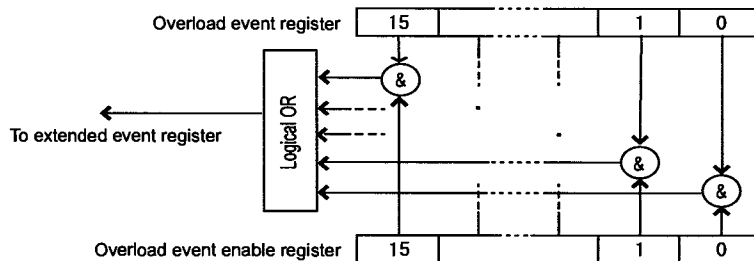 Overload event register 15 1 0
&
Logical OR
To extended event register
&
&
Overload event enable register 15 1 0